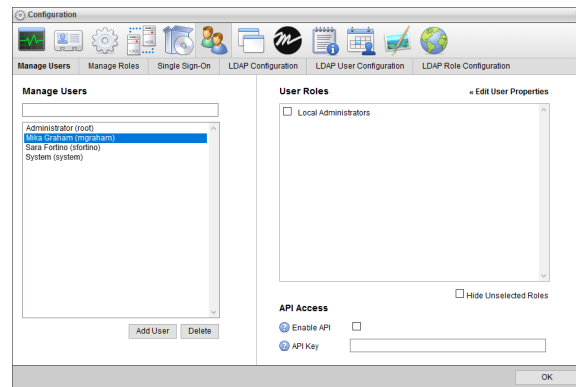 Configuration
Manage Users Manage Roles Single Sign-On LDAP Configuration LDAP User Configuration LDAP Role Configuration
Manage Users
Administrator (root)
Mika Graham (mgraham)
Sara Fortino (sfortino)
System (system)
Add User Delete
User Roles « Edit User Properties
Local Administrators
Hide Unselected Roles
API Access
Enable API
API Key
OK